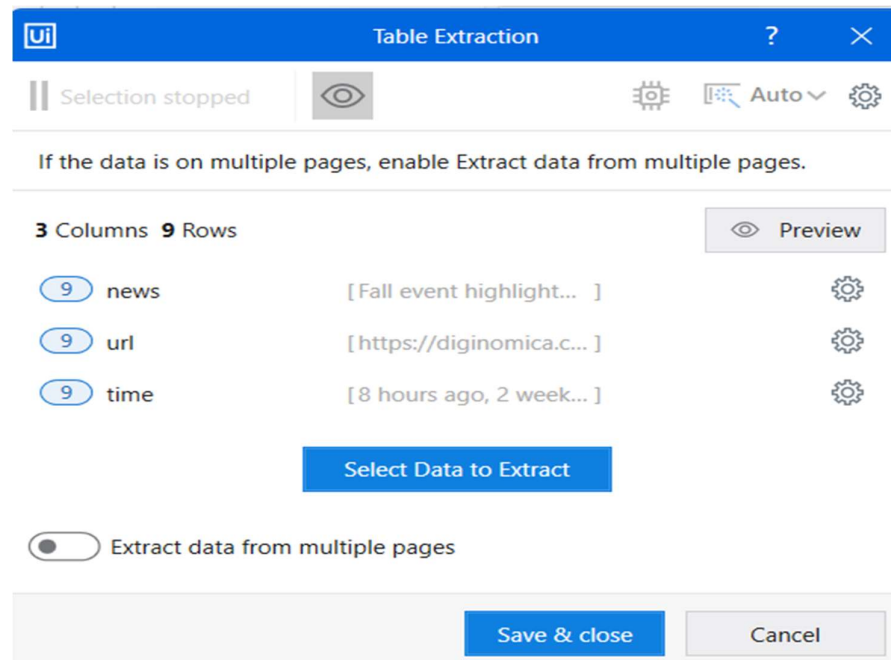 Ui Table Extraction ?
Selection stopped Auto
If the data is on multiple pages, enable Extract data from multiple pages.
3 Columns 9 Rows Preview
9 news [Fall event highlight... ]
9 url [https://diginomica.c... ]
9 time [8 hours ago, 2 week... ]
Select Data to Extract
Extract data from multiple pages
Save & close Cancel